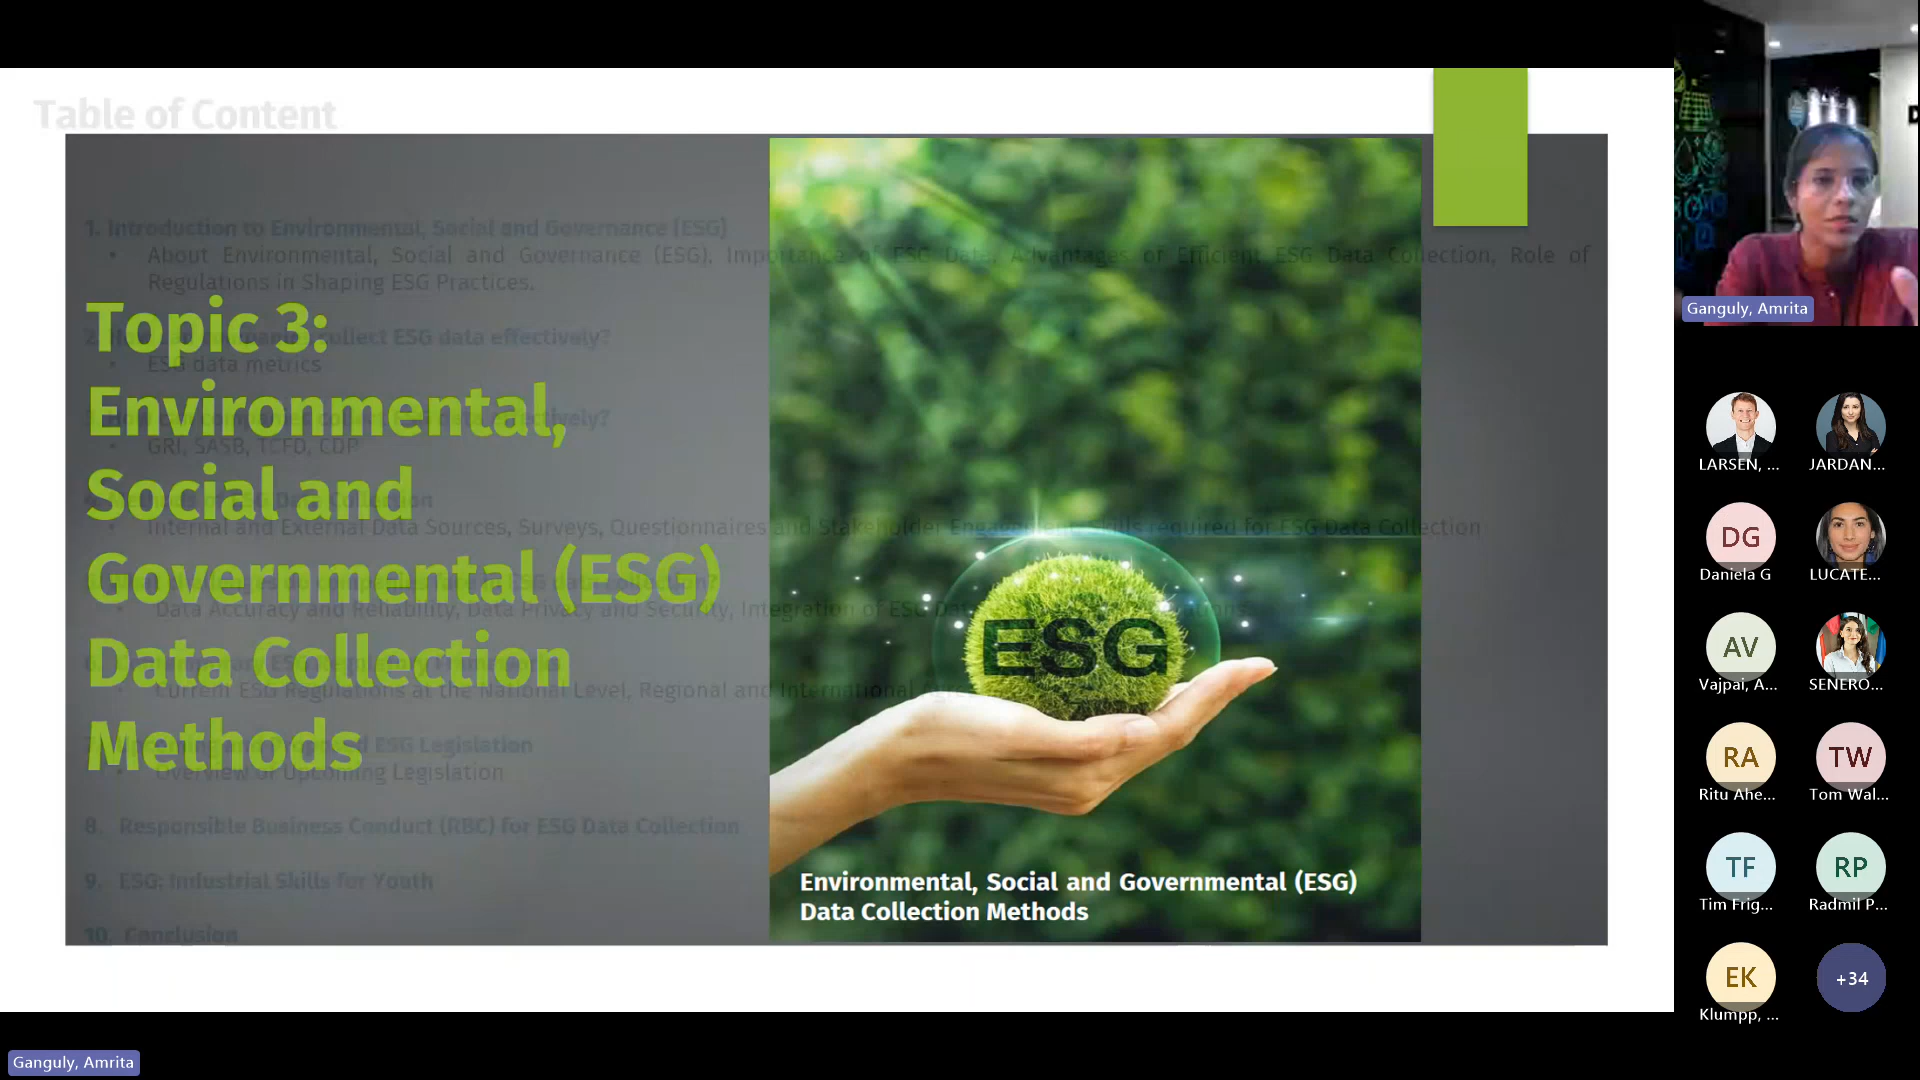 Table of Content
1. Introduction to Environmental, Social and Governance (ESG)
• About Environmental, Social and Governance (ESG), Importance of ESG Data, Advantages of Efficient ESG Data Collection, Role of
Regulations in Shaping ESG Practices.
collect ESG data effectively?
• ESG data metrics
• GRI, SASB, TCFD, CDP
• Internal and External Data Sources, Surveys, Questionnaires and Stakeholder Engagement, Skills required for ESG Data Collection
• Data Accuracy and Reliability, Data Privacy and Security, Integration of ESG Data
• Current ESG Regulations at the National Level, Regional and International
ESG Legislation
• Overview of Upcoming Legislation
8. Responsible Business Conduct (RBC) for ESG Data Collection
9. ESG: Industrial Skills for Youth
10. Conclusion
Topic 3:
Environmental,
Social and
Governmental (ESG)
Data Collection
Methods
ESG
Environmental, Social and Governmental (ESG)
Data Collection Methods
Ganguly, Amrita
LARSEN, ...
JARDAN...
DG
Daniela G
LUCATE...
AV
Vajpai, A...
SENERO...
RA
Ritu Ahe...
TW
Tom Wal...
TF
Tim Frig...
RP
Radmil P...
EK
Klumpp, ...
+34
Ganguly, Amrita